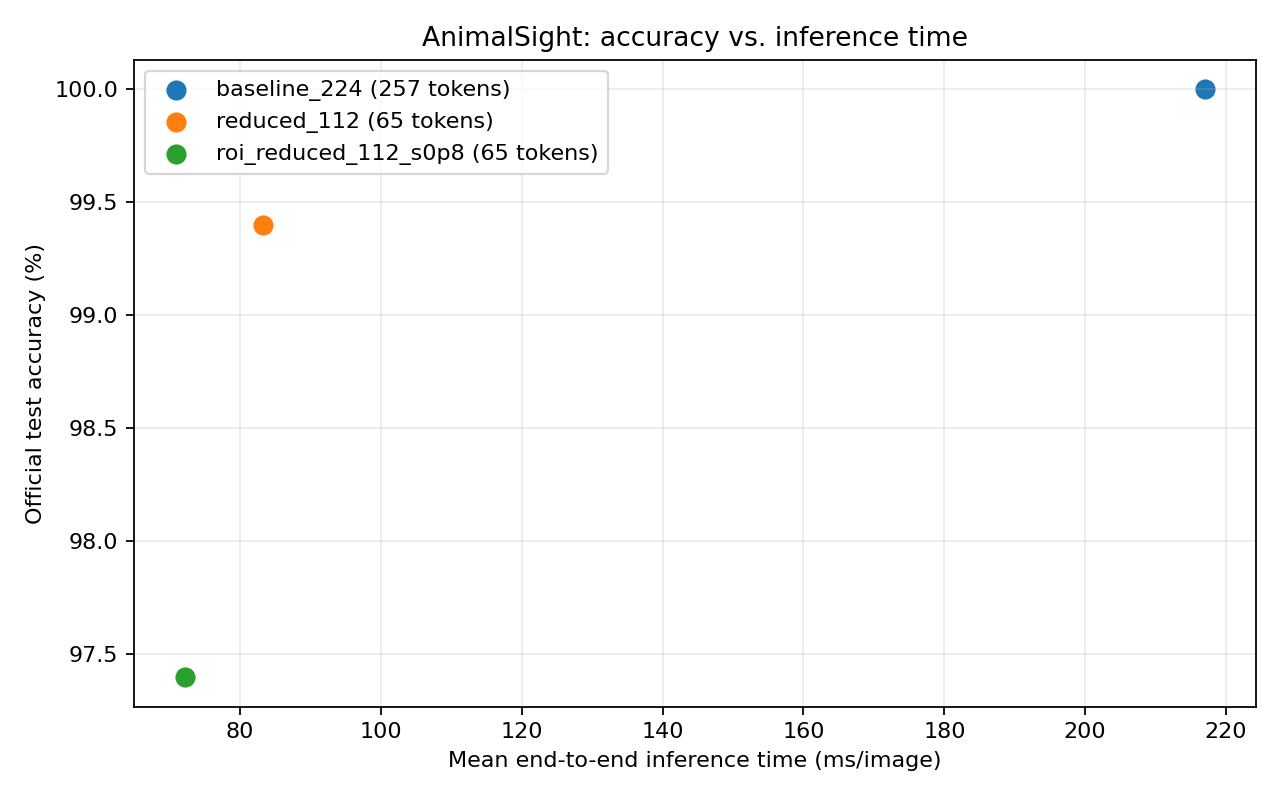 AnimalSight: accuracy vs. inference time
baseline_224 (257 tokens)
reduced_112 (65 tokens)
roi_reduced_112_s0p8 (65 tokens)
Official test accuracy (%)
100.0
99.5
99.0
98.5
98.0
97.5
80 100 120 140 160 180 200 220
Mean end-to-end inference time (ms/image)